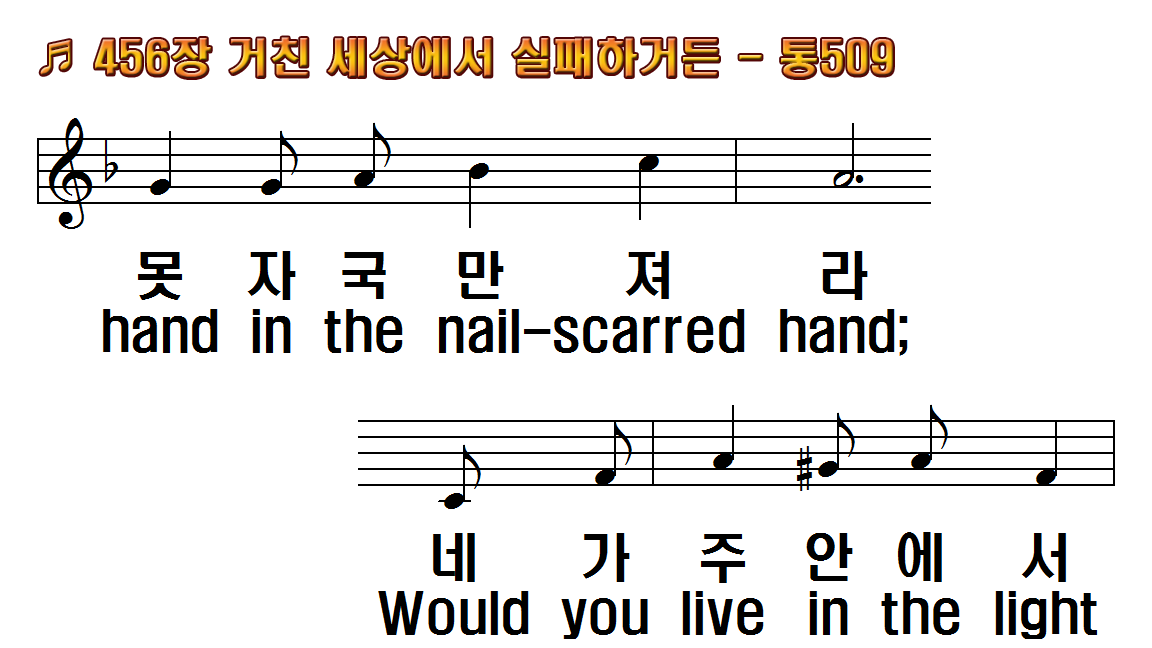 456장 거친 세상에서 실패하거든 - 통509
못 자 국 만 져 라
hand in the nail-scarred hand;
네 가 주 안 에 서
Would you live in the light